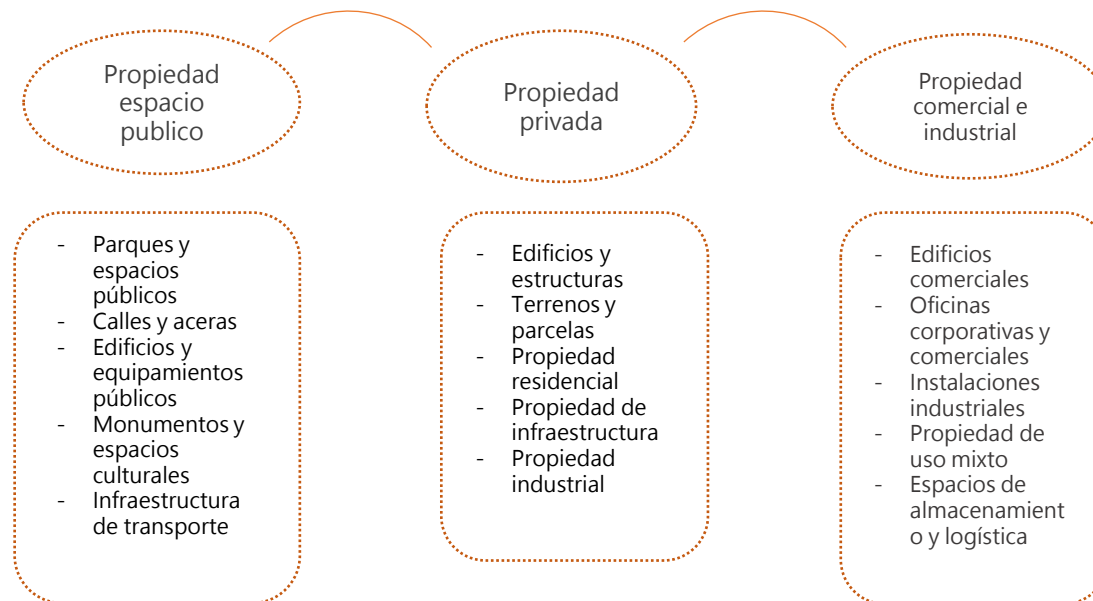 Propiedad
espacio
publico
Propiedad
privada
Propiedad
comercial e
industrial
- Parques y
espacios
públicos
- Calles y aceras
- Edificios y
equipamientos
públicos
- Monumentos y
espacios
culturales
- Infraestructura
de transporte
- Edificios y
estructuras
- Terrenos y
parcelas
- Propiedad
residencial
- Propiedad de
infraestructura
- Propiedad
industrial
- Edificios
comerciales
- Oficinas
corporativas y
comerciales
- Instalaciones
industriales
- Propiedad de
uso mixto
- Espacios de
almacenamient
o y logística